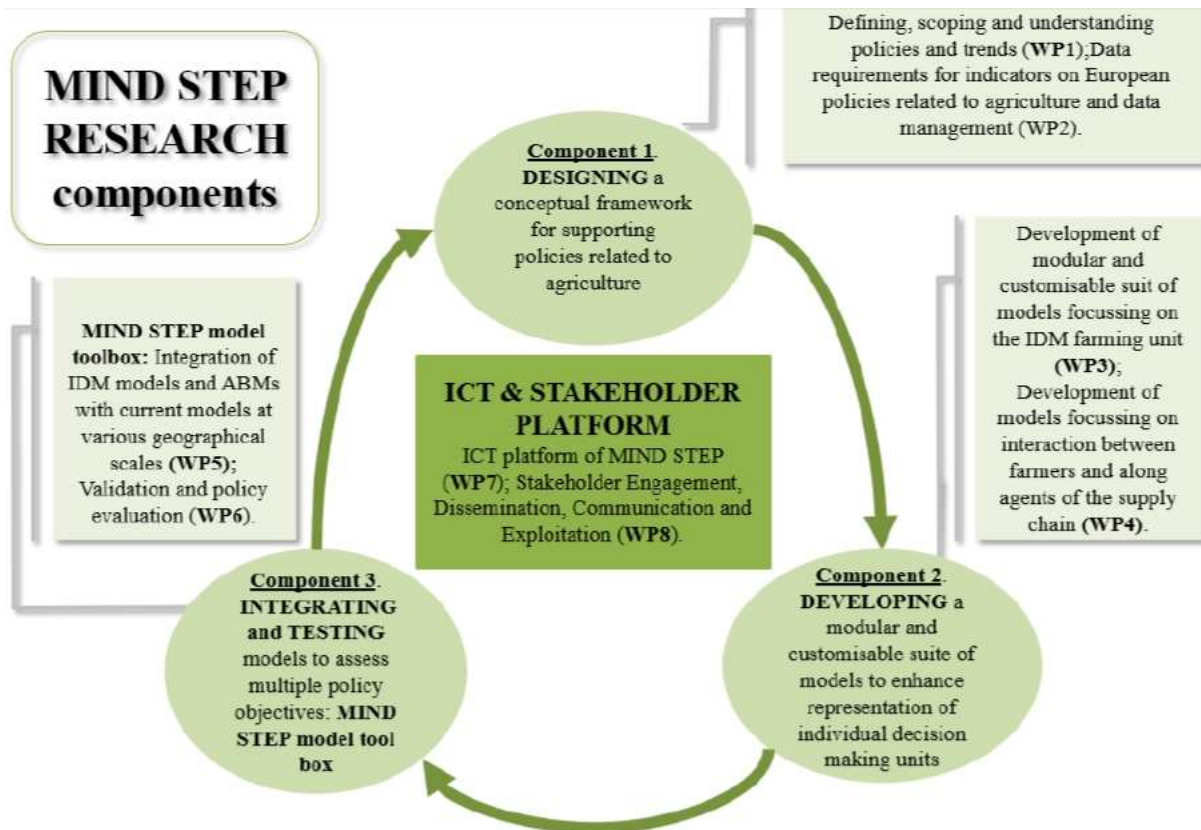 MIND STEP
RESEARCH
components
Defining, scoping and understanding
policies and trends (WP1);Data
requirements for indicators on European
policies related to agriculture and data
management (WP2).
Component 1.
DESIGNING a
conceptual framework
for supporting
policies related to
agriculture
Development of
modular and
customisable suit of
models focussing on
the IDM farming unit
(WP3);
Development of
models focussing on
interaction between
farmers and along
agents of the supply
chain (WP4).
MIND STEP model
toolbox: Integration of
IDM models and ABMs
with current models at
various geographical
scales (WP5);
Validation and policy
evaluation (WP6).
ICT & STAKEHOLDER
PLATFORM
ICT platform of MIND STEP
(WP7); Stakeholder Engagement,
Dissemination, Communication and
Exploitation (WP8).
Component 3.
INTEGRATING
and TESTING
models to assess
multiple policy
objectives: MIND
STEP model tool
box
Component 2.
DEVELOPING a
modular and
customisable suite of
models to enhance
representation of
individual decision
making units